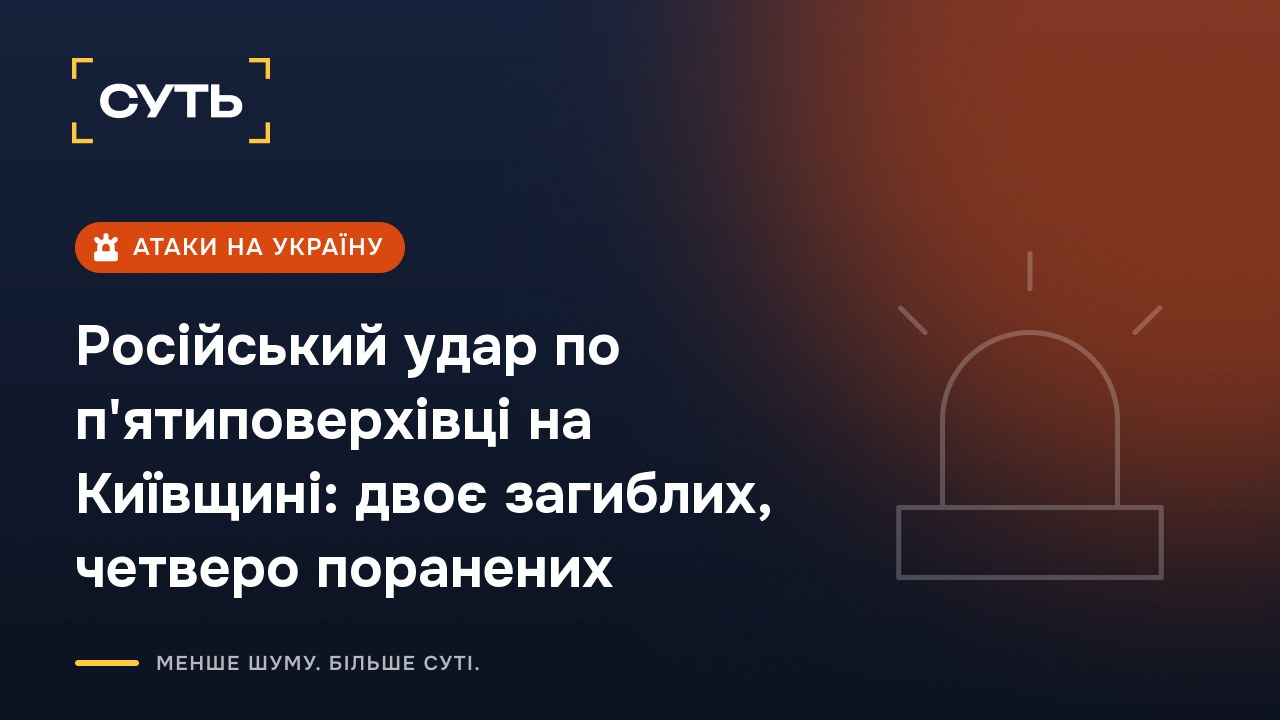 СУТЬ
АТАКИ НА УКРАЇНУ
Російський удар по
п'ятиповерхівці на
Київщині: двоє загиблих,
четверо поранених
МЕНШЕ ШУМУ. БІЛЬШЕ СУТІ.